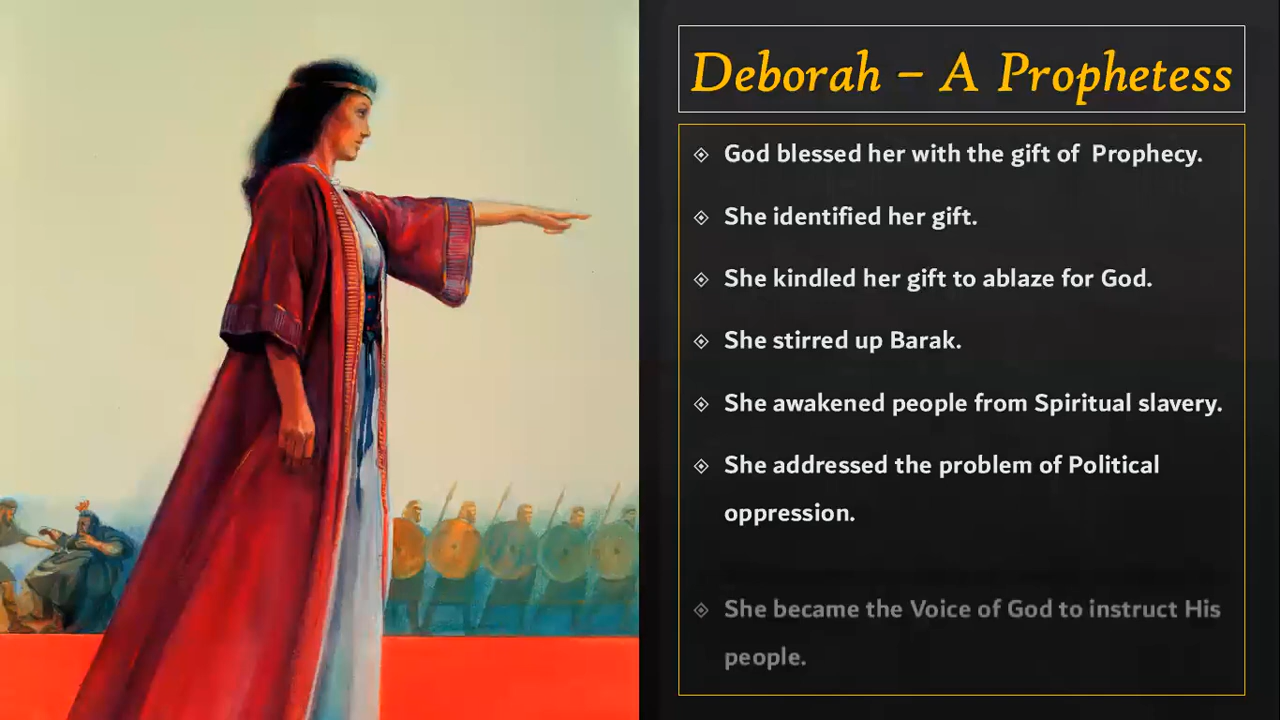 Deborah – A Prophetess
God blessed her with the gift of Prophecy.
She identified her gift.
She kindled her gift to ablaze for God.
She stirred up Barak.
She awakened people from Spiritual slavery.
She addressed the problem of Political
oppression.
She became the Voice of God to instruct His
people.